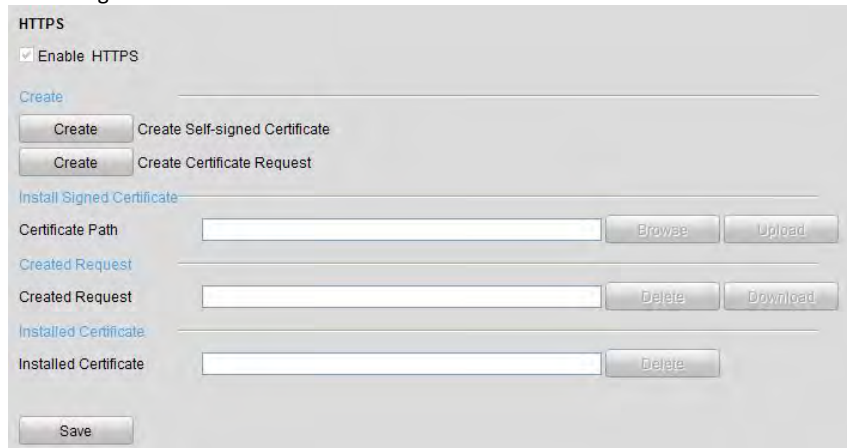 HTTPS
Enable HTTPS
Create
Create Create Self-signed Certificate
Create Create Certificate Request
Install Signed Certificate
Certificate Path Browse Upload
Created Request
Created Request Delete Download
Installed Certificate
Installed Certificate Delete
Save